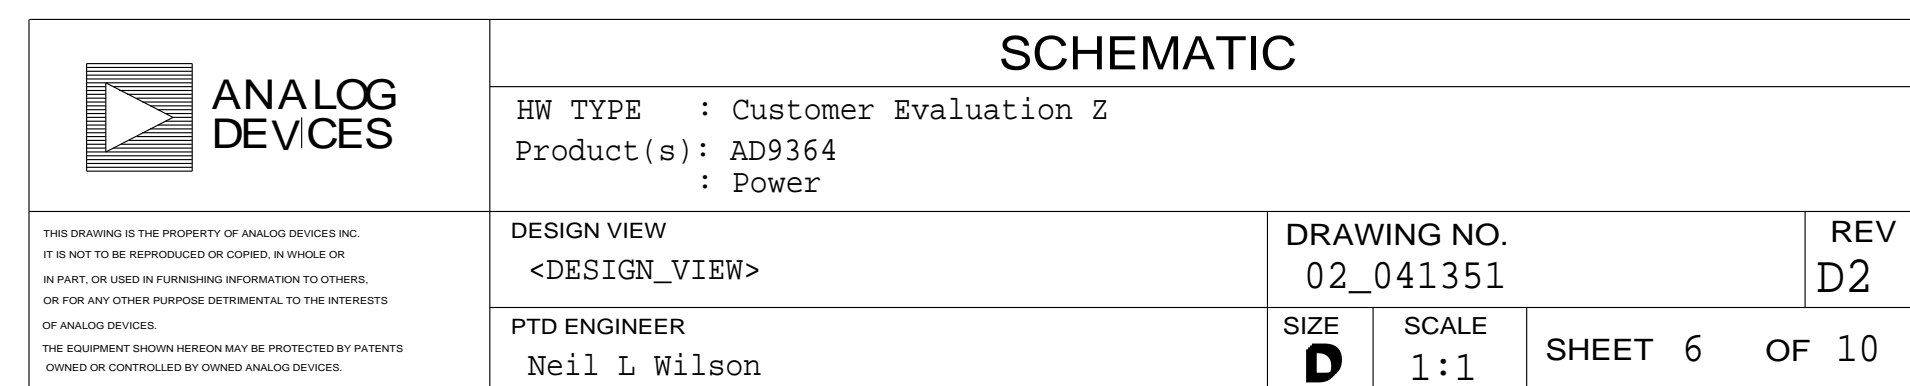 ANALOG
DEVICES
SCHEMATIC
HW TYPE : Customer Evaluation Z
Product(s): AD9364
: Power
THIS DRAWING IS THE PROPERTY OF ANALOG DEVICES INC.
IT IS NOT TO BE REPRODUCED OR COPIED, IN WHOLE OR
IN PART, OR USED IN FURNISHING INFORMATION TO OTHERS,
OR FOR ANY OTHER PURPOSE DETRIMENTAL TO THE INTERESTS
OF ANALOG DEVICES.
THE EQUIPMENT SHOWN HEREON MAY BE PROTECTED BY PATENTS
OWNED OR CONTROLLED BY OWNED ANALOG DEVICES.
DESIGN VIEW
<DESIGN_VIEW>
DRAWING NO.
02_041351
REV
D2
PTD ENGINEER
Neil L Wilson
SIZE
D
SCALE
1:1
SHEET 6 OF 10